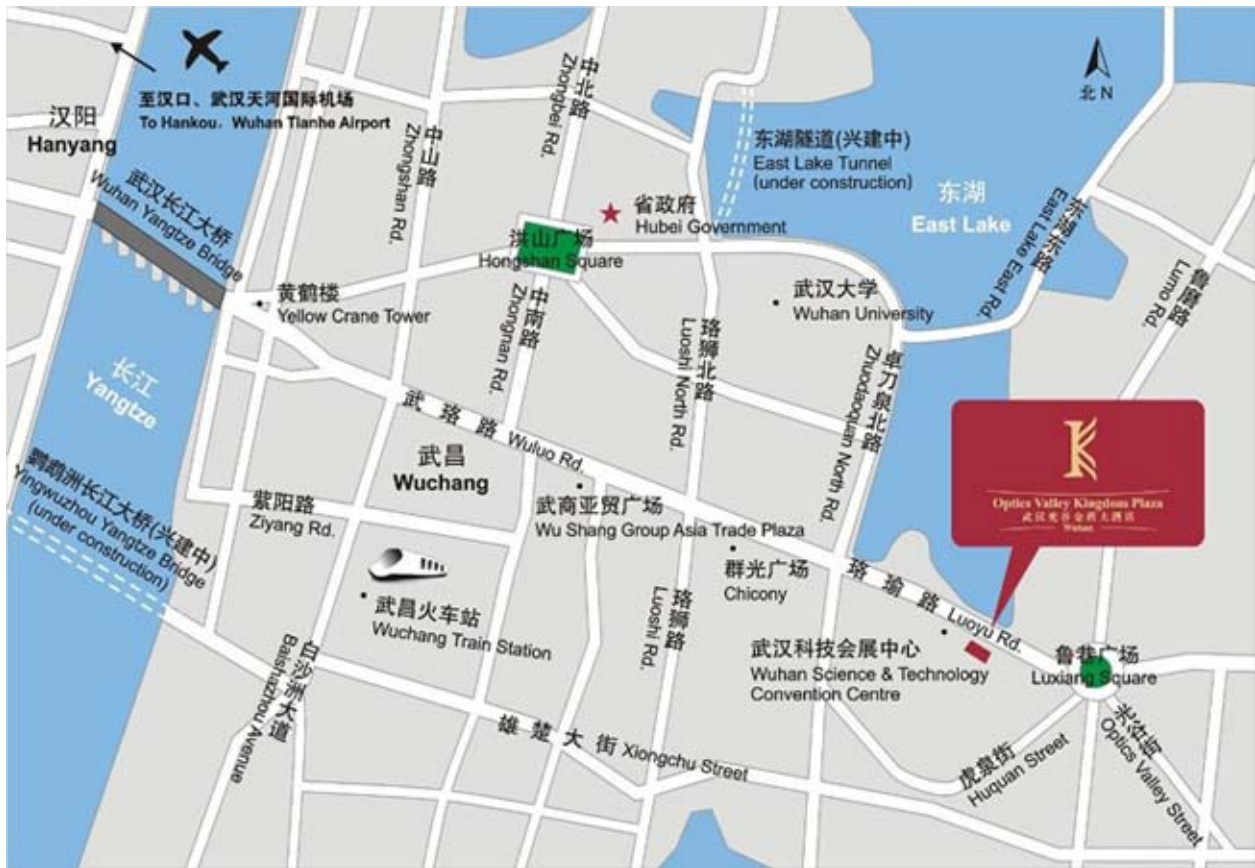 至汉口、武汉天河国际机场
To Hankou，Wuhan Tianhe Airport
北 N
汉阳
Hanyang
武汉长江大桥
Wuhan Yangtze Bridge
中山路
Zhongshan Rd.
中北路
Zhongbei Rd.
东湖隧道(兴建中)
East Lake Tunnel
(under construction)
东湖
East Lake
东湖东路
East Lake East Rd.
鲁磨路
Lumo Rd.
省政府
Hubei Government
洪山广场
Hongshan Square
黄鹤楼
Yellow Crane Tower
中南路
Zhongnan Rd.
武汉大学
Wuhan University
珞狮北路
Luoshi North Rd.
卓刀泉北路
Zhuodaoquan North Rd.
长江
Yangtze
武珞路 Wuluo Rd.
武昌
Wuchang
Optics Valley Kingdom Plaza
武汉光谷金盾大酒店
Wuhan
鹦鹉洲长江大桥(兴建中)
Yingwuzhou Yangtze Bridge
(under construction)
紫阳路
Ziyang Rd.
武商亚贸广场
Wu Shang Group Asia Trade Plaza
群光广场
Chicony
珞瑜路 Luoyu Rd.
武昌火车站
Wuchang Train Station
珞狮路
Luoshi Rd.
武汉科技会展中心
Wuhan Science & Technology
Convention Centre
鲁巷广场
Luxiang Square
白沙洲大道
Baishazhou Avenue
雄楚大街 Xiongchu Street
虎泉街
Huquan Street
Optics Valley Street